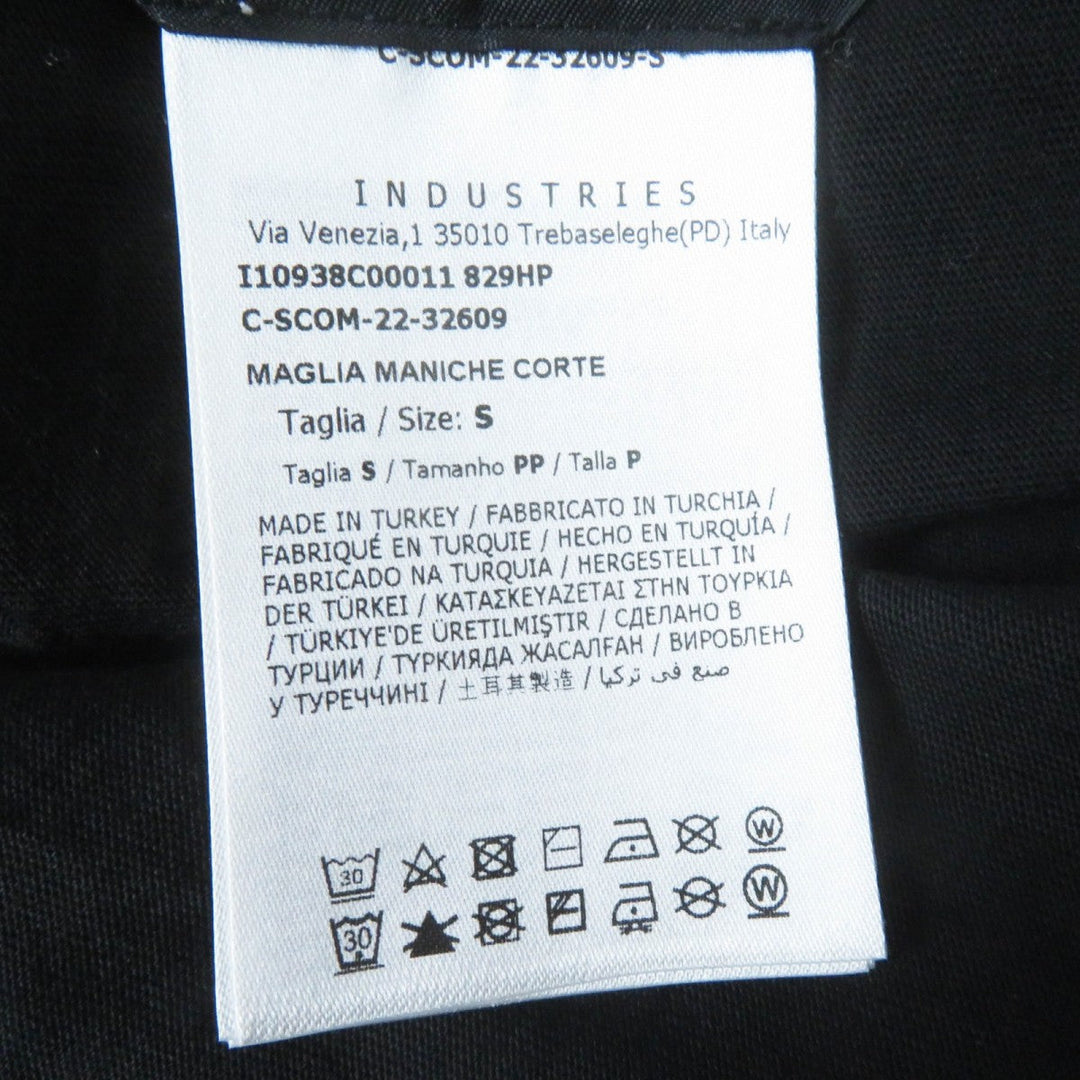 C-SCOM-22-32609-S
INDUSTRIES
Via Venezia,1 35010 Trebaseleghe(PD) Italy
I10938C00011 829HP
C-SCOM-22-32609
MAGLIA MANICHE CORTE
Taglia / Size: S
Taglia S / Tamanho PP / Talla P
MADE IN TURKEY / FABBRICATO IN TURCHIA /
FABRIQUÉ EN TURQUIE / HECHO EN TURQUÍA /
FABRICADO NA TURQUIA / HERGESTELLT IN
DER TÜRKEI / ΚΑΤΑΣΚΕΥΑΖΕΤΑΙ ΣΤΗΝ ΤΟΥΡΚΙΑ
/ TÜRKIYE'DE ÜRETILMIŞTIR / СДЕЛАНО В
ТУРЦИИ / ТҮРКИЯДА ЖАСАЛҒАН / ВИРОБЛЕНО
У ТУРЕЧЧИНІ / 土耳其製造 / صنع في تركيا
30 W
30 W